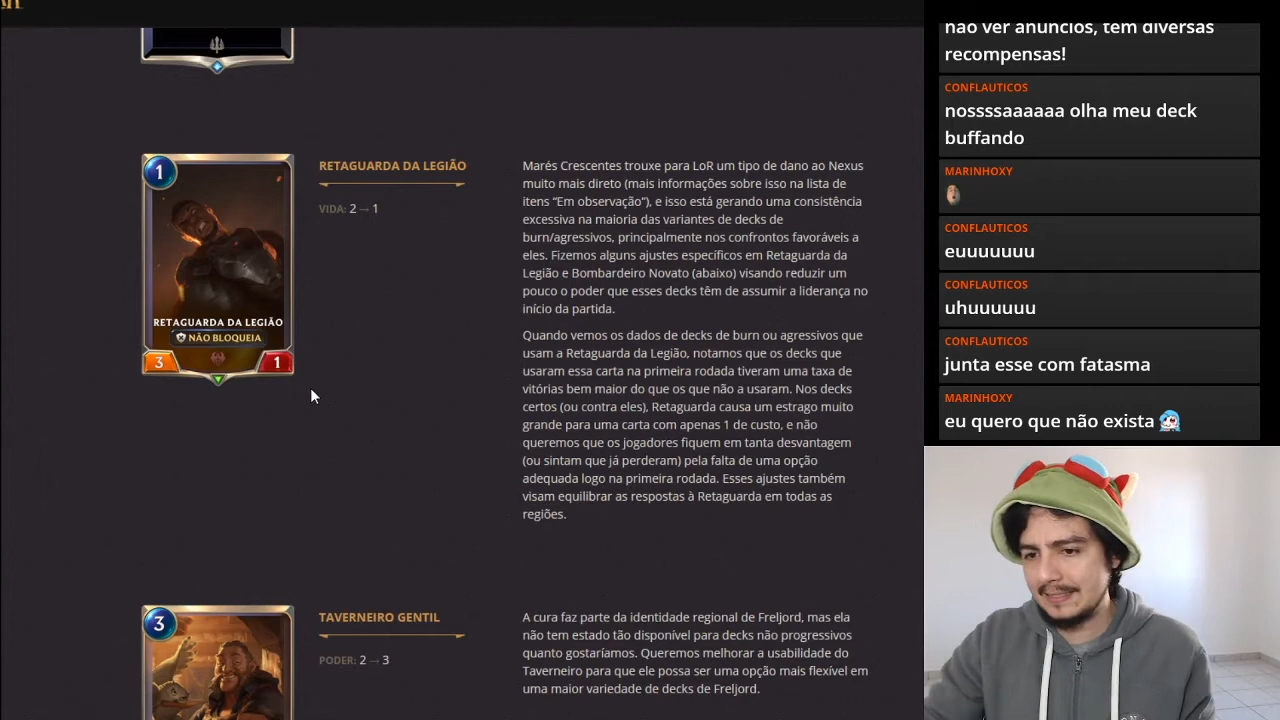 1
RETAGUARDA DA LEGIÃO
NÃO BLOQUEIA
3
1
RETAGUARDA DA LEGIÃO
VIDA: 2 → 1
Marés Crescentes trouxe para LoR um tipo de dano ao Nexus
muito mais direto (mais informações sobre isso na lista de
itens “Em observação”), e isso está gerando uma consistência
excessiva na maioria das variantes de decks de
burn/agressivos, principalmente nos confrontos favoráveis a
eles. Fizemos alguns ajustes específicos em Retaguarda da
Legião e Bombardeiro Novato (abaixo) visando reduzir um
pouco o poder que esses decks têm de assumir a liderança no
início da partida.
Quando vemos os dados de decks de burn ou agressivos que
usam a Retaguarda da Legião, notamos que os decks que
usaram essa carta na primeira rodada tiveram uma taxa de
vitórias bem maior do que os que não a usaram. Nos decks
certos (ou contra eles), Retaguarda causa um estrago muito
grande para uma carta com apenas 1 de custo, e não
queremos que os jogadores fiquem em tanta desvantagem
(ou sintam que já perderam) pela falta de uma opção
adequada logo na primeira rodada. Esses ajustes também
visam equilibrar as respostas à Retaguarda em todas as
regiões.
3
TAVERNEIRO GENTIL
PODER: 2 → 3
A cura faz parte da identidade regional de Freljord, mas ela
não tem estado tão disponível para decks não progressivos
quanto gostaríamos. Queremos melhorar a usabilidade do
Taverneiro para que ele possa ser uma opção mais flexível em
uma maior variedade de decks de Freljord.
não ver anúncios, tem diversas
recompensas!
CONFLAUTICOS
nossssaaaaaa olha meu deck
buffando
MARINHOXY
CONFLAUTICOS
euuuuuuu
CONFLAUTICOS
uhuuuuuu
CONFLAUTICOS
junta esse com fatasma
MARINHOXY
eu quero que não exista